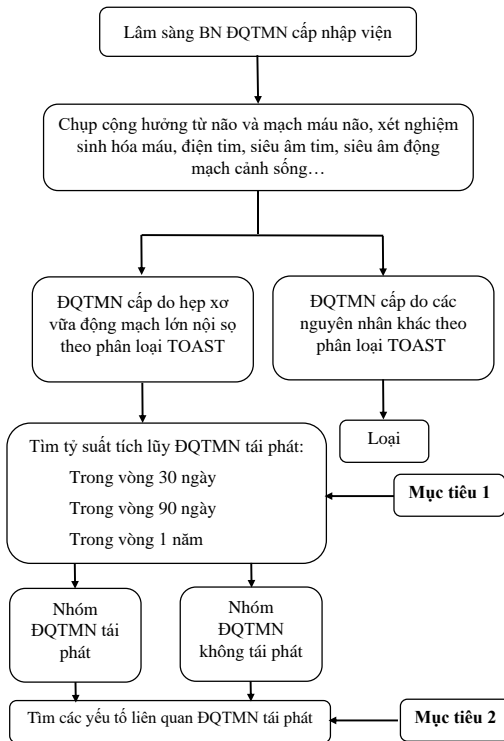 Lâm sàng BN ĐQTMN cấp nhập viện
Chụp cộng hưởng từ não và mạch máu não, xét nghiệm
sinh hóa máu, điện tim, siêu âm tim, siêu âm động
mạch cảnh sống…
ĐQTMN cấp do hẹp xơ
vữa động mạch lớn nội sọ
theo phân loại TOAST
ĐQTMN cấp do các
nguyên nhân khác theo
phân loại TOAST
Loại
Tìm tỷ suất tích lũy ĐQTMN tái phát:
Trong vòng 30 ngày
Trong vòng 90 ngày
Trong vòng 1 năm
Mục tiêu 1
Nhóm
ĐQTMN tái
phát
Nhóm
ĐQTMN
không tái phát
Tìm các yếu tố liên quan ĐQTMN tái phát
Mục tiêu 2